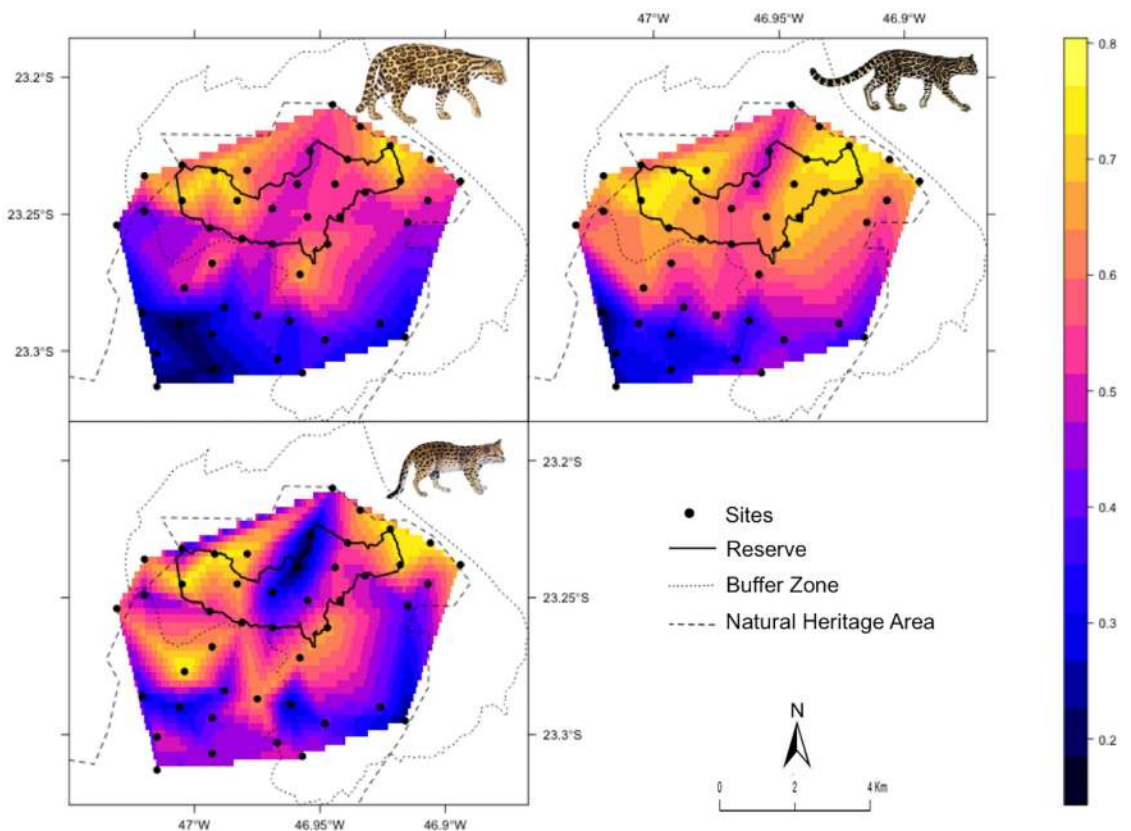 47°W 46.95°W 46.9°W
23.2°S
23.25°S
23.3°S
0.8
0.7
0.6
0.5
0.4
0.3
0.2
23.2°S
23.25°S
23.3°S
Sites
Reserve
Buffer Zone
Natural Heritage Area
N
0 2 4 Km
47°W 46.95°W 46.9°W